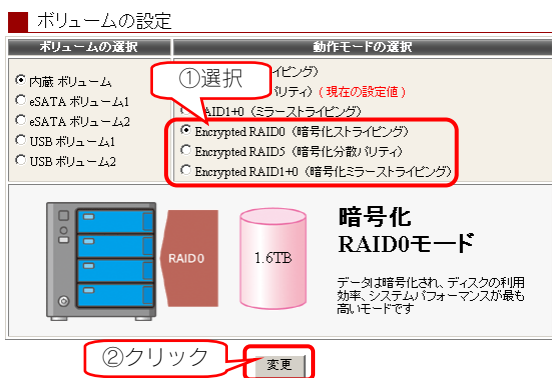 ボリュームの設定
ボリュームの選択
動作モードの選択
内蔵 ボリューム
eSATA ボリューム1
eSATA ボリューム2
USB ボリューム1
USB ボリューム2
①選択
イピング)
リティ) (現在の設定値)
AID1+0 (ミラーストライピング)
Encrypted RAID0 (暗号化ストライピング)
Encrypted RAID5 (暗号化分散パリティ)
Encrypted RAID1+0 (暗号化ミラーストライピング)
RAID0
1.6TB
暗号化
RAID0モード
データは暗号化され、ディスクの利用
効率、システムパフォーマンスが最も
高いモードです
②クリック
変更